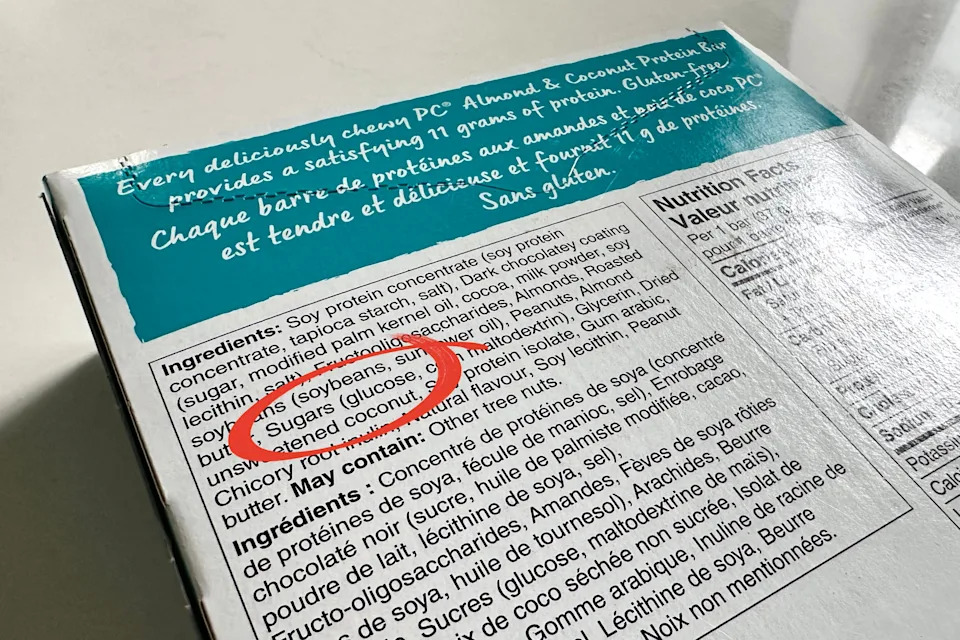 Every deliciously chewy PC® Almond & Coconut Protein Bar
provides a satisfying 11 grams of protein. Gluten-free.
Chaque barre de protéines aux amandes et noix de coco PC®
est tendre et délicieuse et fournit 11 g de protéines.
Sans gluten.
Ingredients: Soy protein concentrate (soy protein
concentrate, tapioca starch, salt), Dark chocolatey coating
(sugar, modified palm kernel oil, cocoa, milk powder, soy
lecithin, salt), Fructooligosaccharides, Almonds, Roasted
(soybeans, sunflower oil), Peanuts, Almond
Sugars (glucose, maltodextrin), Glycerin, Dried
coconut, protein isolate, Gum arabic,
Chicory root inulin, Natural flavour, Soy lecithin, Peanut
butter. May contain: Other tree nuts.
Ingrédients : Concentré de protéines de soya (concentré
de protéines de soya, fécule de manioc, sel), Enrobage
chocolaté noir (sucre, huile de palmiste modifiée, cacao,
poudre de lait, lécithine de soya, sel),
Fructo-oligosaccharides, Amandes, Fèves de soya rôties
de soya, huile de tournesol), Arachides, Beurre
Sucres (glucose, maltodextrine de maïs),
de coco séchée non sucrée, Isolat de
Gomme arabique, Inuline de racine de
Lécithine de soya, Beurre
Noix non mentionnées.
Nutrition Facts
Valeur
Per 1 bar (37 g)
pour
Sodium